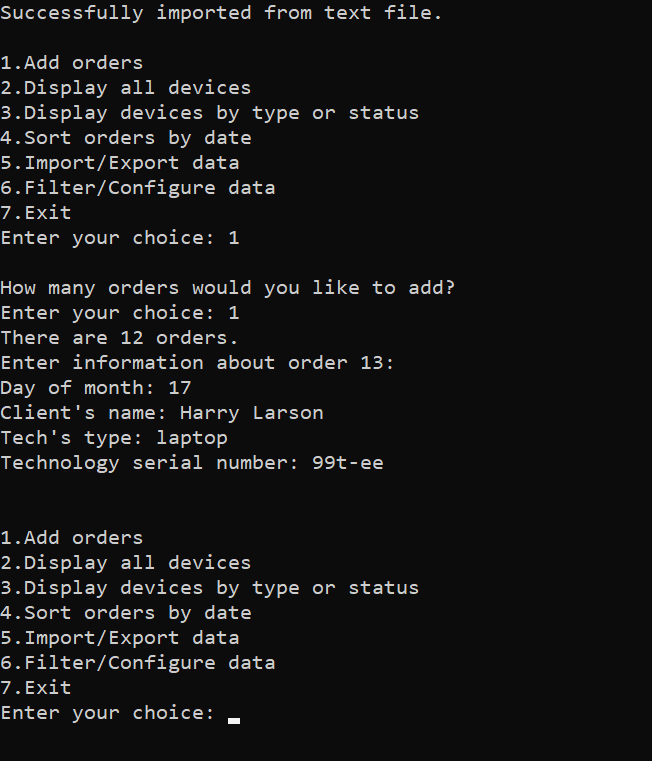 Successfully imported from text file.
1.Add orders
2.Display all devices
3.Display devices by type or status
4.Sort orders by date
5.Import/Export data
6.Filter/Configure data
7.Exit
Enter your choice: 1
How many orders would you like to add?
Enter your choice: 1
There are 12 orders.
Enter information about order 13:
Day of month: 17
Client's name: Harry Larson
Tech's type: laptop
Technology serial number: 99t-ee
1.Add orders
2.Display all devices
3.Display devices by type or status
4.Sort orders by date
5.Import/Export data
6.Filter/Configure data
7.Exit
Enter your choice: